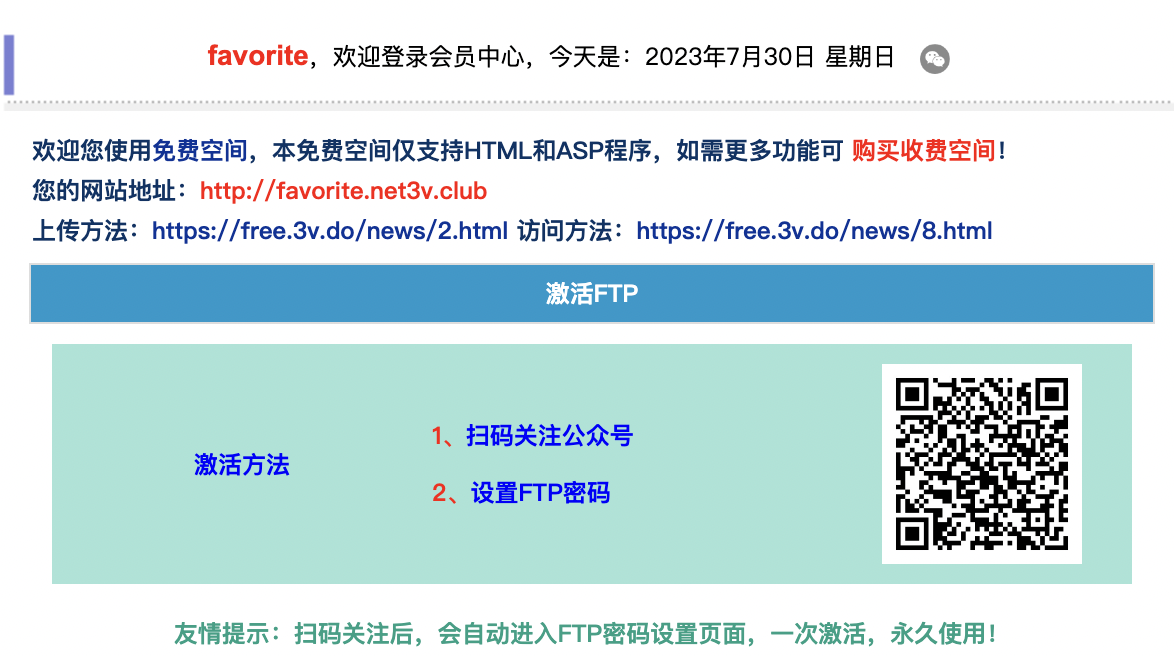 favorite，欢迎登录会员中心，今天是：2023年7月30日 星期日
欢迎您使用免费空间，本免费空间仅支持HTML和ASP程序，如需更多功能可 购买收费空间！
您的网站地址：http://favorite.net3v.club
上传方法：https://free.3v.do/news/2.html 访问方法：https://free.3v.do/news/8.html
激活FTP
激活方法
1、扫码关注公众号
2、设置FTP密码
友情提示：扫码关注后，会自动进入FTP密码设置页面，一次激活，永久使用！